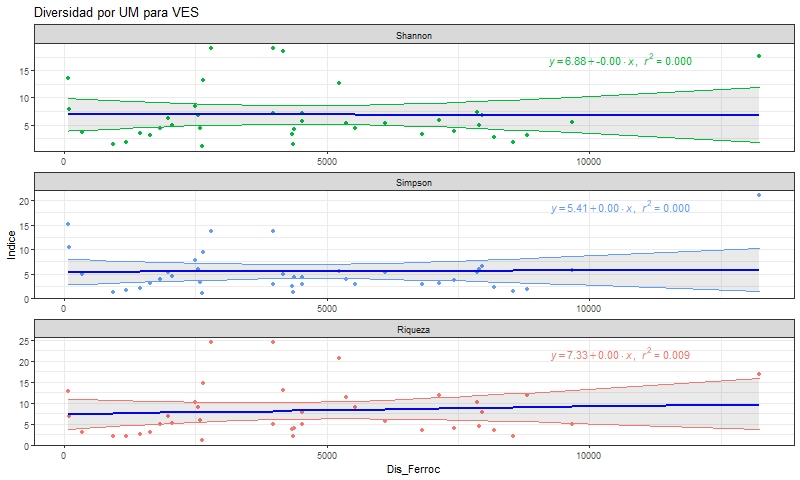 Diversidad por UM para VES
Shannon
y = 6.88 + -0.00 · x, r² = 0.000
15
10
5
0 5000 10000
Simpson
y = 5.41 + 0.00 · x, r² = 0.000
20
15
10
5
0
0 5000 10000
Indice
Riqueza
y = 7.33 + 0.00 · x, r² = 0.009
25
20
15
10
5
0
0 5000 10000
Dis_Ferroc